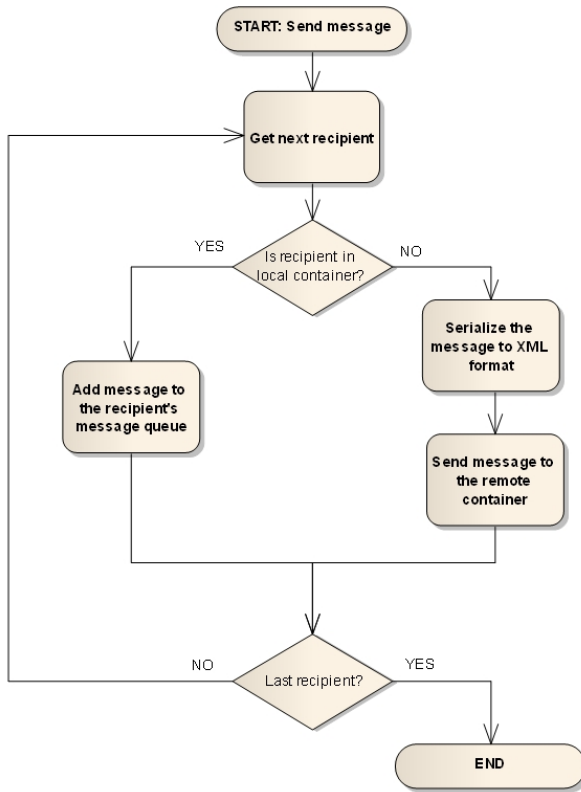 START: Send message
Get next recipient
YES
NO
Is recipient in
local container?
Serialize the
message to XML
format
Add message to
the recipient's
message queue
Send message to
the remote
container
NO
YES
Last recipient?
END